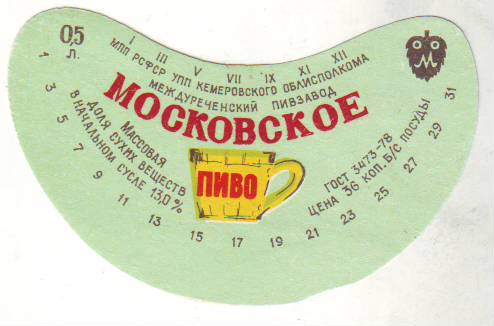 0,5
Л.
I III V VII IX XI XII
МПП РСФСР УПП КЕМЕРОВСКОГО ОБЛИСПОЛКОМА
МЕЖДУРЕЧЕНСКИЙ ПИВЗАВОД
МОСКОВСКОЕ
М
МАССОВАЯ
ДОЛЯ СУХИХ ВЕЩЕСТВ
В НАЧАЛЬНОМ СУСЛЕ 13,0%
ПИВО
ГОСТ 3473-78
ЦЕНА 36 КОП. Б/С ПОСУДЫ
1 3 5 7 9 11 13 15 17 19 21 23 25 27 29 31